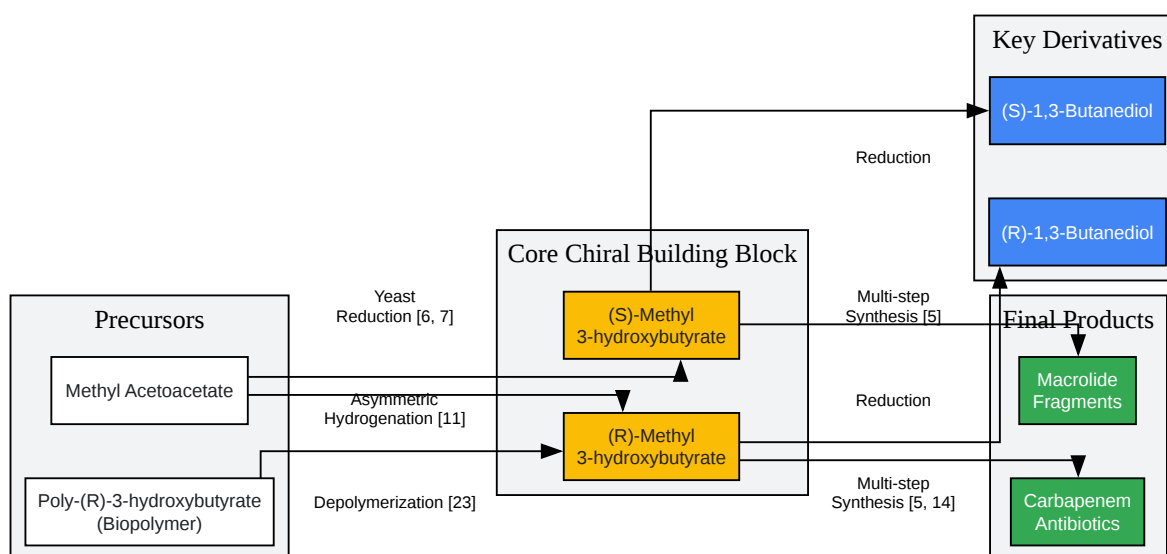 Key Derivatives
(S)-1,3-Butanediol
Reduction
(R)-1,3-Butanediol
Core Chiral Building Block
Yeast
Reduction [6, 7]
(S)-Methyl
3-hydroxybutyrate
Multi-step
Synthesis [5]
Precursors
Final Products
Methyl Acetoacetate
Macrolide
Fragments
Asymmetric
Hydrogenation [11]
Reduction
(R)-Methyl
3-hydroxybutyrate
Poly-(R)-3-hydroxybutyrate
(Biopolymer)
Depolymerization [23]
Multi-step
Synthesis [5, 14]
Carbapenem
Antibiotics